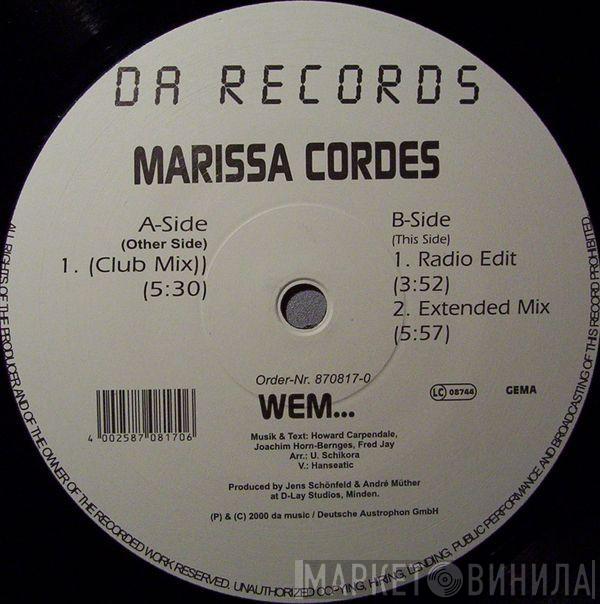 DA RECORDS
MARISSA CORDES
A-Side
(Other Side)
1. (Club Mix))
(5:30)
B-Side
(This Side)
1. Radio Edit
(3:52)
2. Extended Mix
(5:57)
Order-Nr. 870817-0
WEM...
LC 08744
GEMA
4 002587 081706
Musik & Text: Howard Carpendale,
Joachim Horn-Bernges, Fred Jay
Arr.: U. Schikora
V.: Hanseatic
Produced by Jens Schönfeld & André Müther
at D-Lay Studios, Minden.
(P) & (C) 2000 da music / Deutsche Austrophon GmbH
ALL RIGHTS OF THE PRODUCER AND OF THE OWNER OF THE RECORDED WORK RESERVED. UNAUTHORIZED COPYING, HIRING, LENDING, PUBLIC PERFORMANCE AND BROADCASTING OF THIS RECORD PROHIBITED.
МАРКЕТ ВИНИЛА